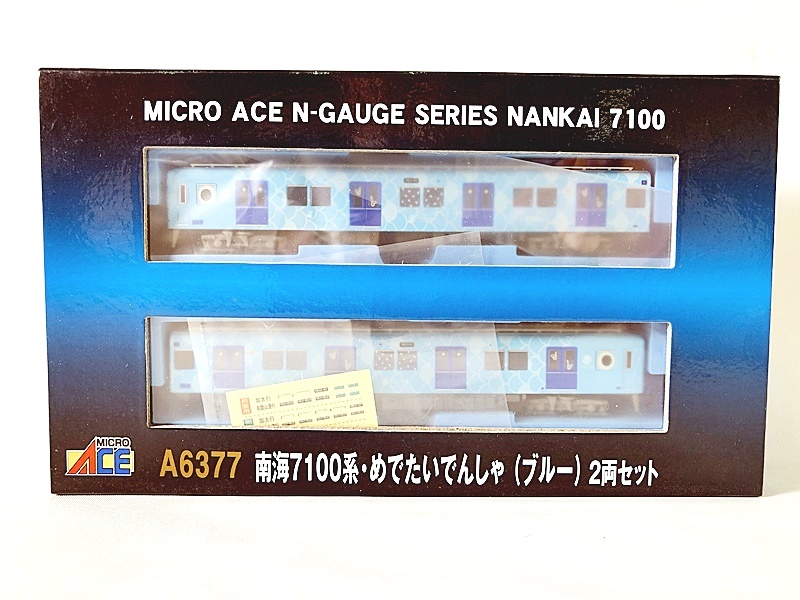 MICRO ACE N-GAUGE SERIES NANKAI 7100
MICRO
ACE
A6377 南海7100系・めでたいでんしゃ（ブルー）2両セット